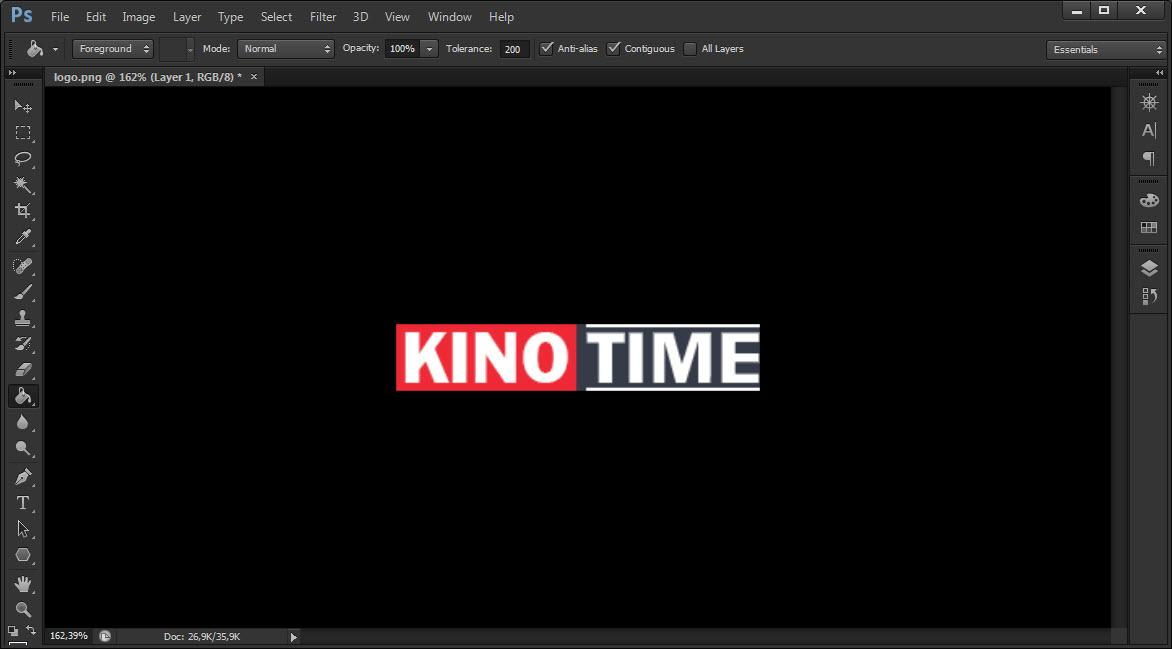 Ps File Edit Image Layer Type Select Filter 3D View Window Help
Foreground Mode: Normal Opacity: 100% Tolerance: 200 Anti-alias Contiguous All Layers Essentials
logo.png @ 162% (Layer 1, RGB/8) * ×
KINO TIME
162,39% Doc: 26,9K/35,9K